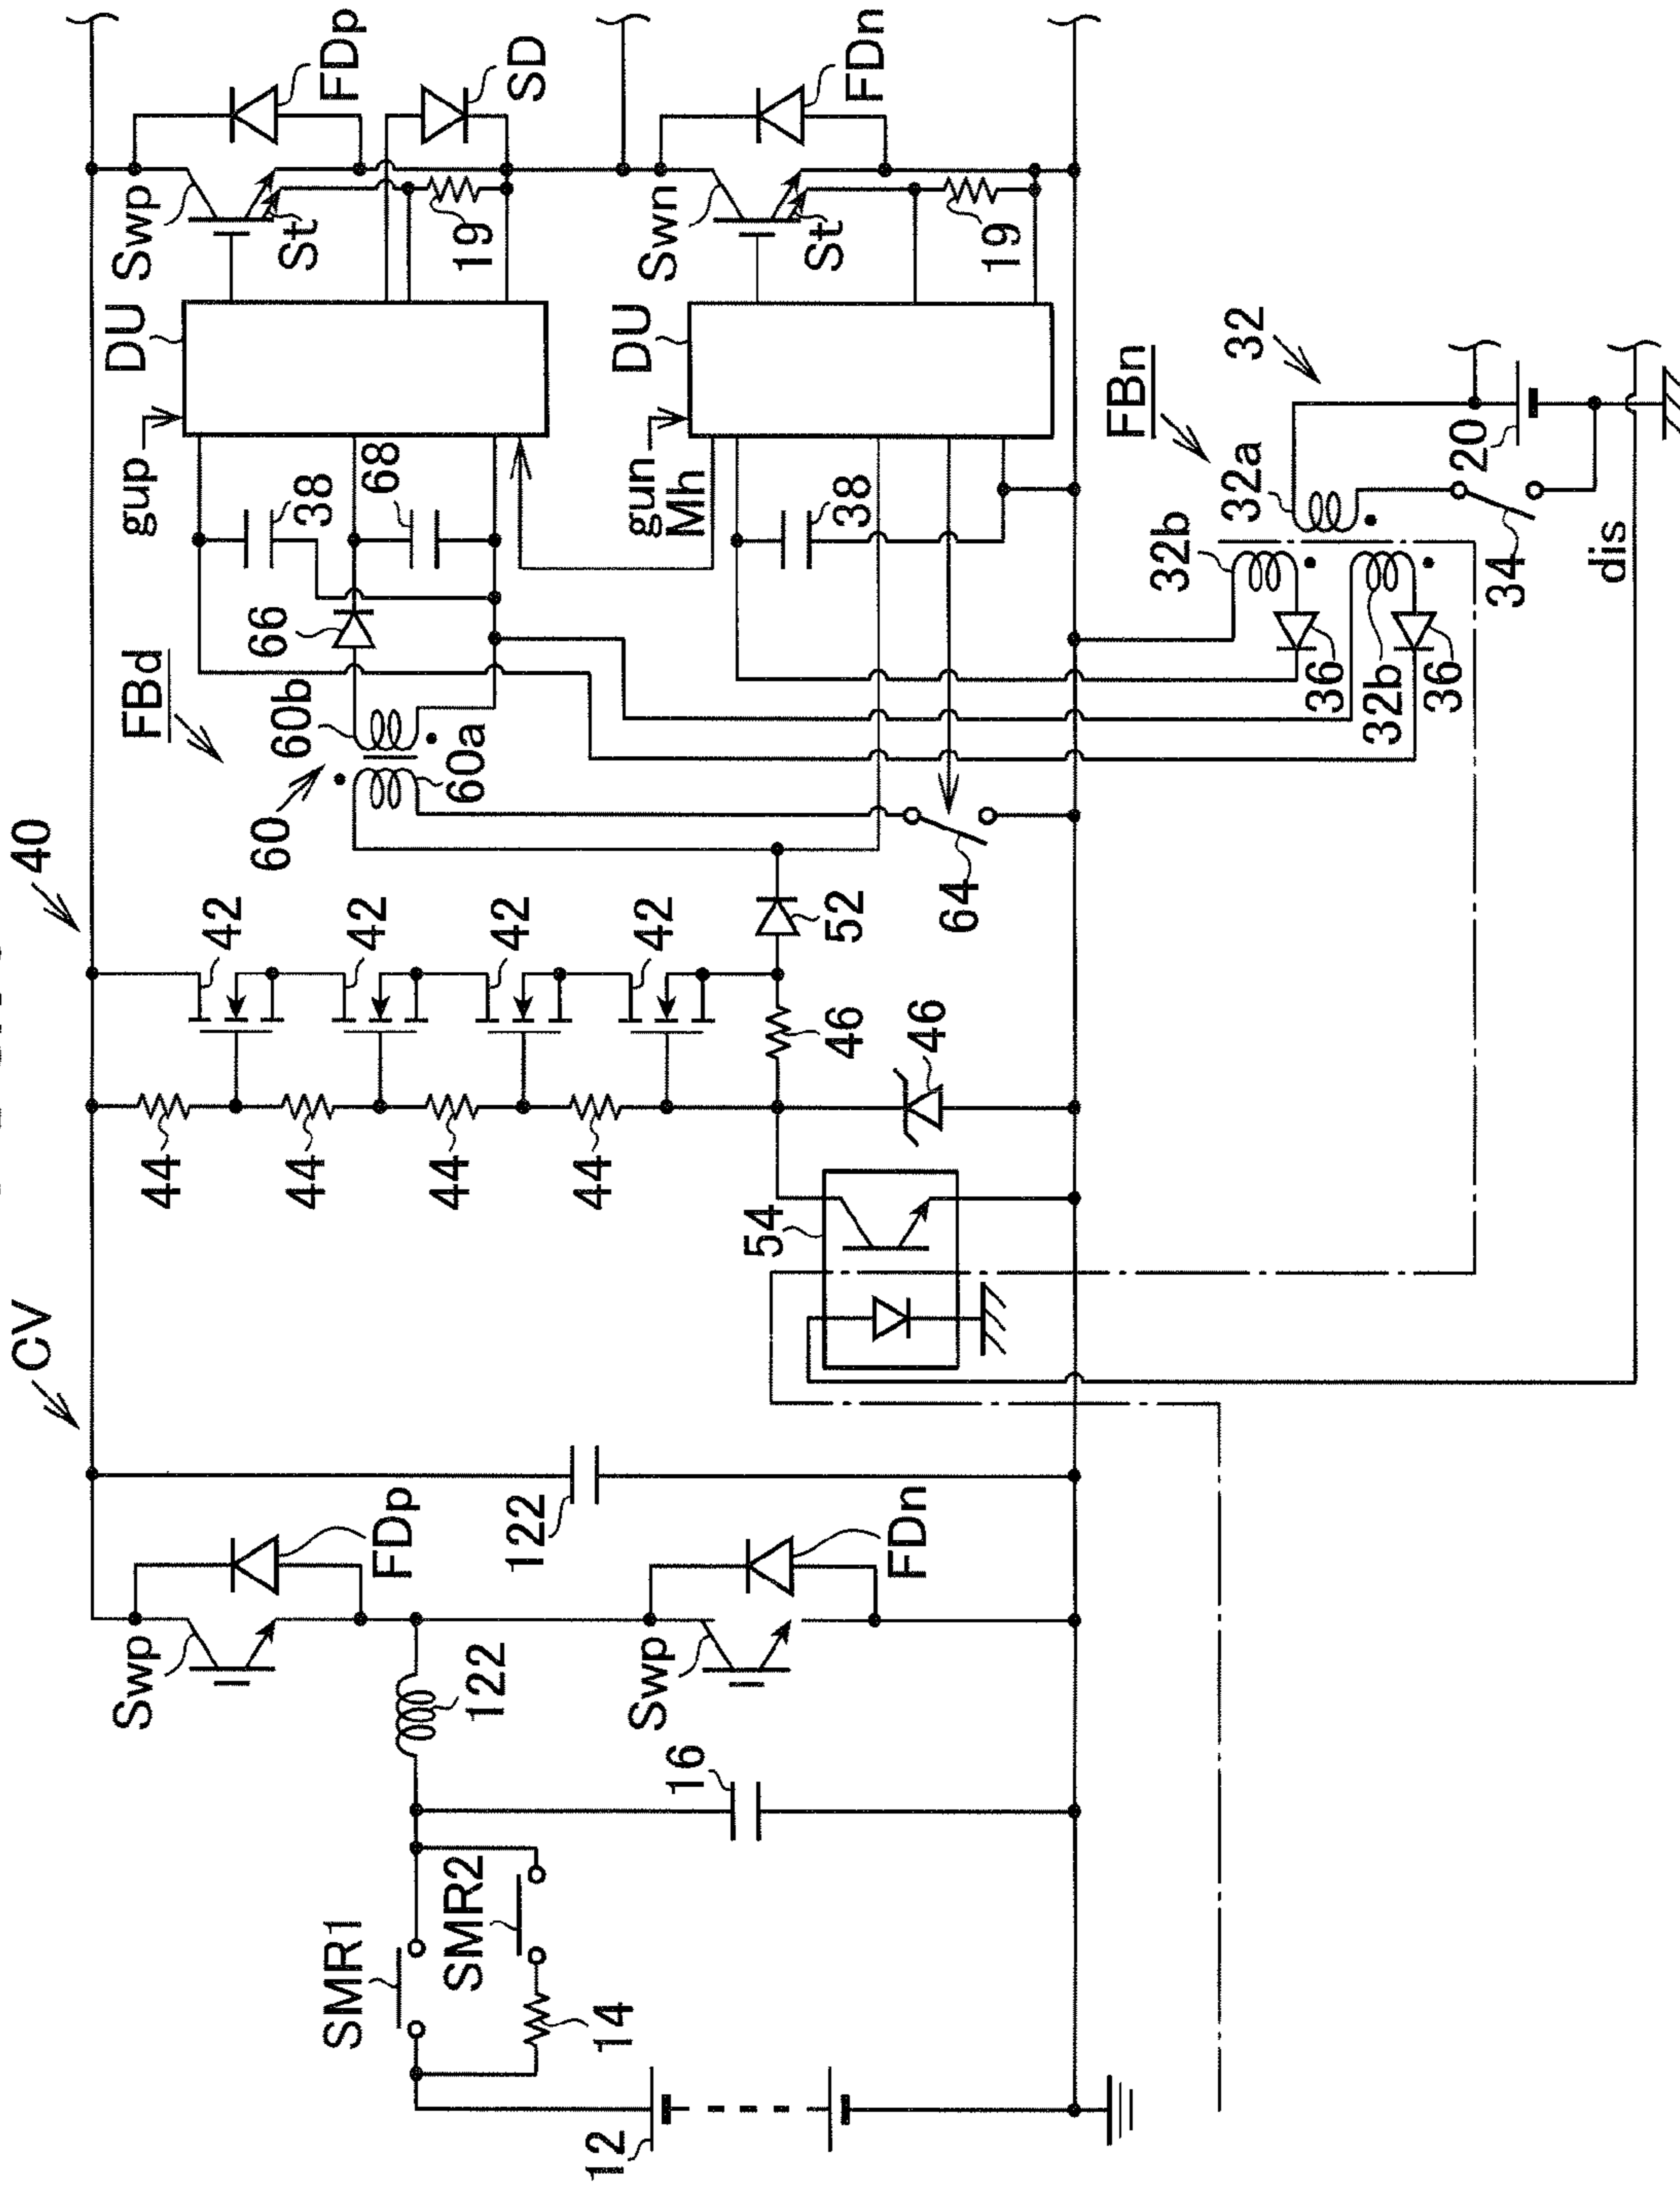 CV
40
Swp
FBd
gup
DU
Swp
44
42
60
60b
66
St
FDp
SMR1
44
42
38
FDp
68
SMR2
122
44
42
60a
19
SD
122
14
12
44
42
Swp
16
gun
DU
Swn
Mh
54
46
52
38
St
FDn
FDn
46
64
19
FBn
32b
32a
32
36
32b
36
20
34
dis